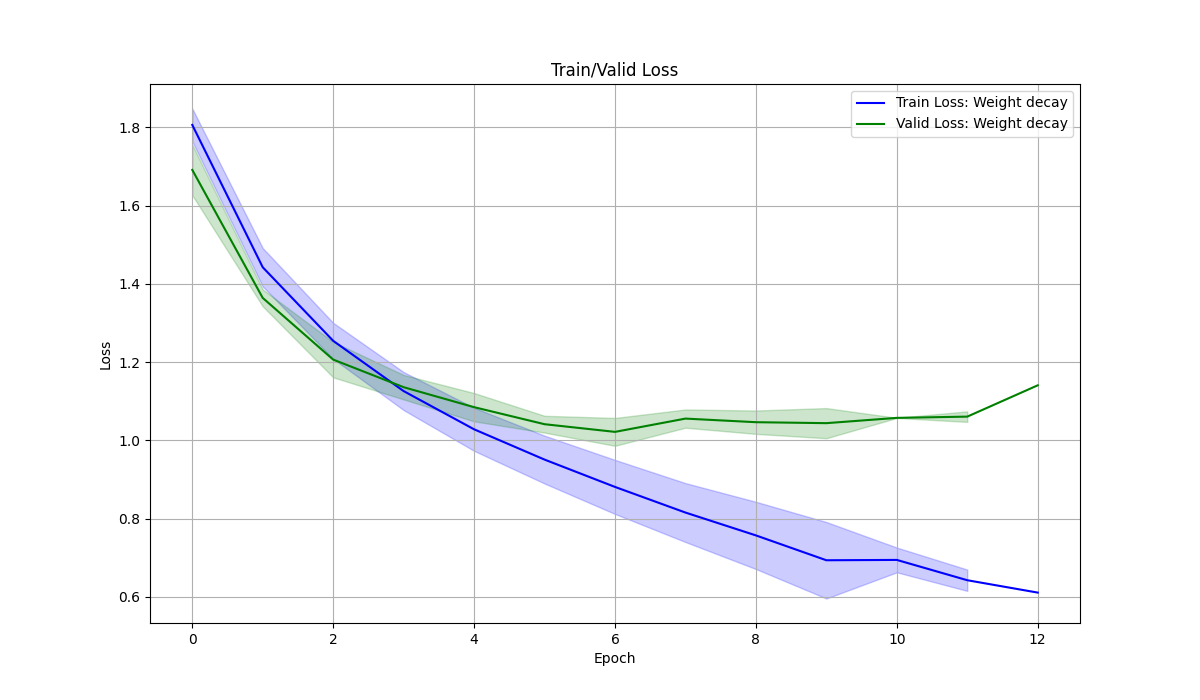 Train/Valid Loss
Train Loss: Weight decay
Valid Loss: Weight decay
Loss
1.8
1.6
1.4
1.2
1.0
0.8
0.6
0 2 4 6 8 10 12
Epoch